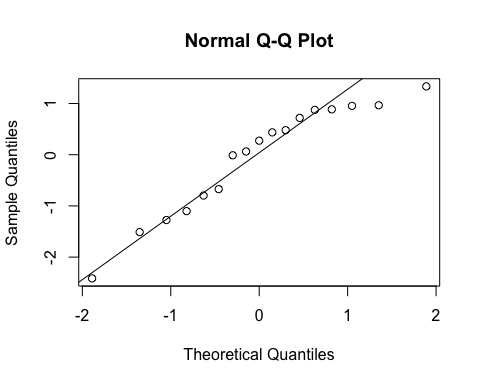 Normal Q-Q Plot
Sample Quantiles
1
0
-1
-2
-2 -1 0 1 2
Theoretical Quantiles